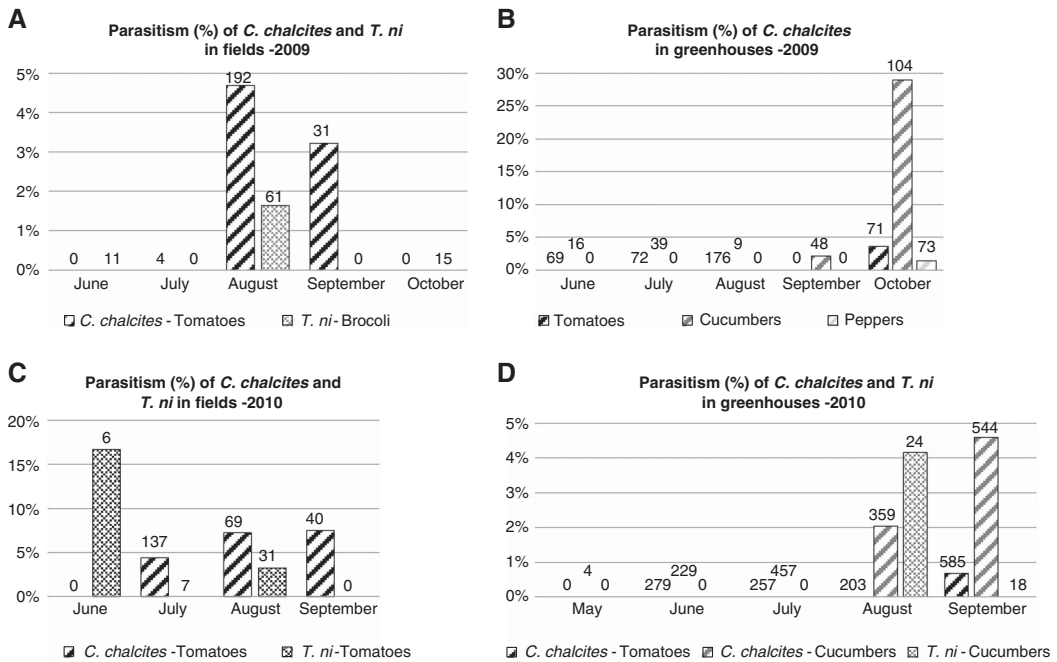 A
Parasitism (%) of C. chalcites and T. ni
in fields -2009
5%
192
4%
31
3%
2%
61
1%
0 11 4 0 0 0 15
0%
June July August September October
C. chalcites - Tomatoes T. ni - Brocoli
B
Parasitism (%) of C. chalcites
in greenhouses -2009
104
30%
25%
20%
15%
10%
71
5%
16 39 9 48 73
69 0 72 0 176 0 0 0
0%
June July August September October
Tomatoes Cucumbers Peppers
C
Parasitism (%) of C. chalcites and
T. ni in fields -2010
20%
6
15%
10%
69 40
137
5%
31
0 7 0
0%
June July August September
C. chalcites -Tomatoes T. ni-Tomatoes
D
Parasitism (%) of C. chalcites and T. ni
in greenhouses -2010
5%
544
24
4%
3%
359
2%
1%
585
4 229 457
0 0 279 0 257 0 203 18
0%
May June July August September
C. chalcites - Tomatoes C. chalcites - Cucumbers T. ni - Cucumbers